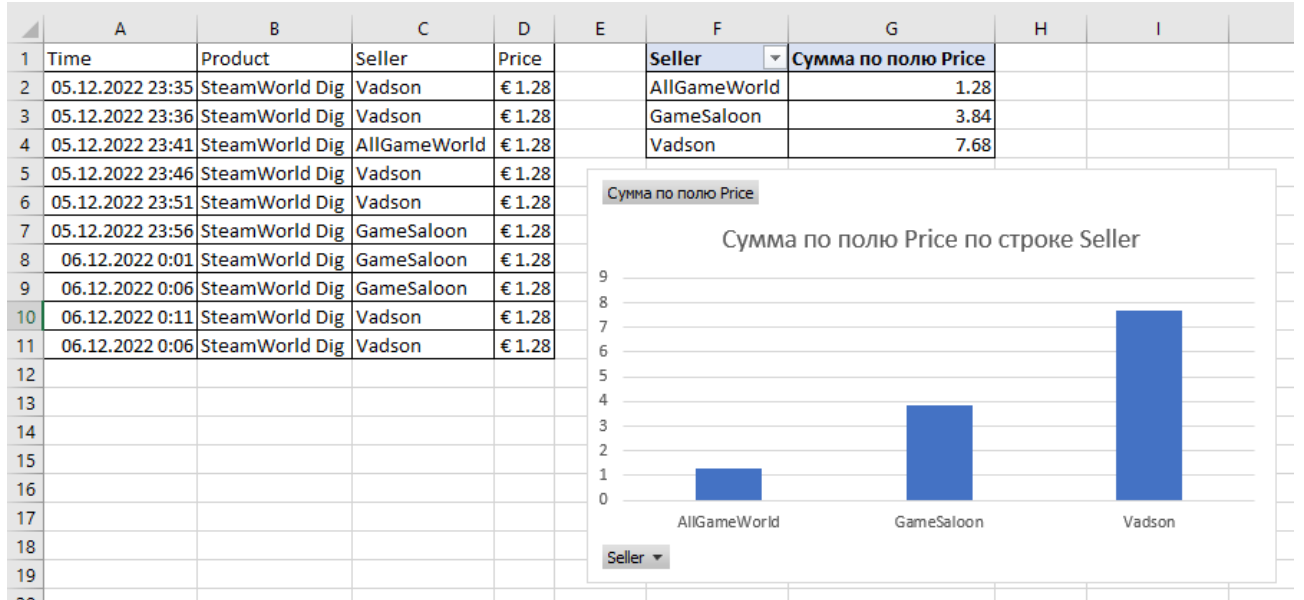 A B C D E F G H I
1 Time Product Seller Price Seller Сумма по полю Price
2 05.12.2022 23:35 SteamWorld Dig Vadson € 1.28 AllGameWorld 1.28
3 05.12.2022 23:36 SteamWorld Dig Vadson € 1.28 GameSaloon 3.84
4 05.12.2022 23:41 SteamWorld Dig AllGameWorld € 1.28 Vadson 7.68
5 05.12.2022 23:46 SteamWorld Dig Vadson € 1.28
6 05.12.2022 23:51 SteamWorld Dig Vadson € 1.28
7 05.12.2022 23:56 SteamWorld Dig GameSaloon € 1.28
8 06.12.2022 0:01 SteamWorld Dig GameSaloon € 1.28
9 06.12.2022 0:06 SteamWorld Dig GameSaloon € 1.28
10 06.12.2022 0:11 SteamWorld Dig Vadson € 1.28
11 06.12.2022 0:06 SteamWorld Dig Vadson € 1.28
12
13
14
15
16
17
18
19
Сумма по полю Price
Сумма по полю Price по строке Seller
9
8
7
6
5
4
3
2
1
0
AllGameWorld GameSaloon Vadson
Seller